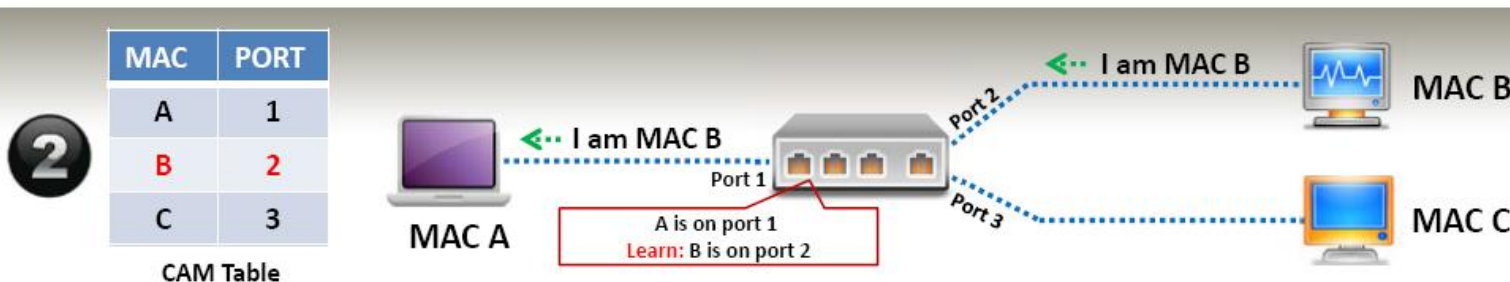 2
MAC PORT
A 1
B 2
C 3
CAM Table
I am MAC B
MAC A
Port 1
A is on port 1
Learn: B is on port 2
I am MAC B
Port 2
MAC B
Port 3
MAC C